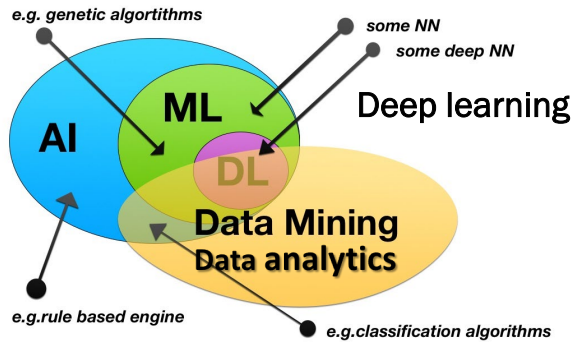 e.g. genetic algortithms
some NN
some deep NN
Deep learning
ML
AI
DL
Data Mining
Data analytics
e.g.rule based engine
e.g.classification algorithms